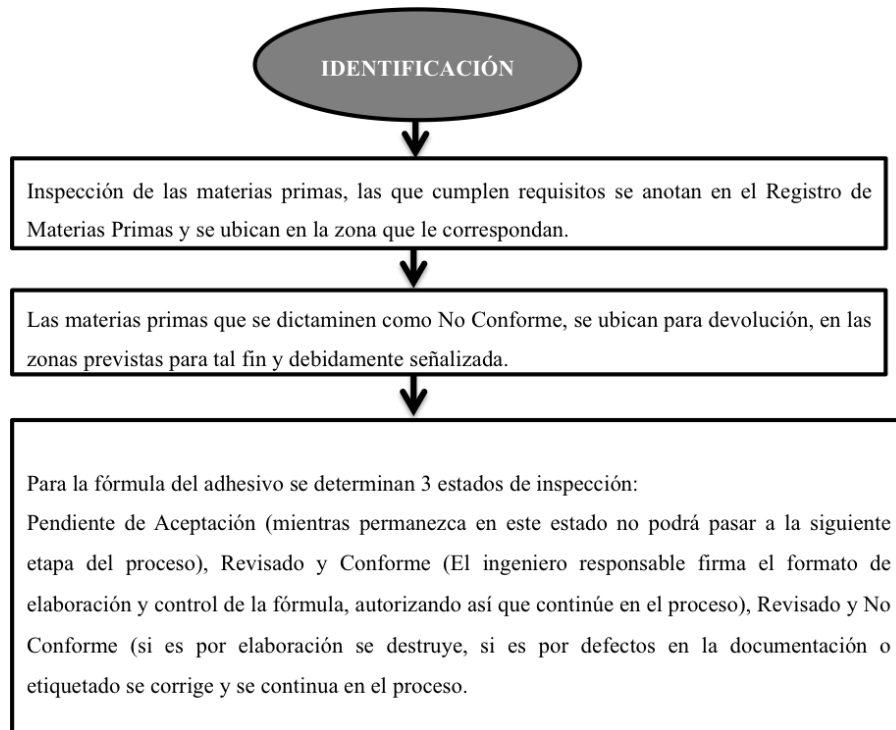 IDENTIFICACIÓN
Inspección de las materias primas, las que cumplen requisitos se anotan en el Registro de
Materias Primas y se ubican en la zona que le correspondan.
Las materias primas que se dictaminen como No Conforme, se ubican para devolución, en las
zonas previstas para tal fin y debidamente señalizada.
Para la fórmula del adhesivo se determinan 3 estados de inspección:
Pendiente de Aceptación (mientras permanezca en este estado no podrá pasar a la siguiente
etapa del proceso), Revisado y Conforme (El ingeniero responsable firma el formato de
elaboración y control de la fórmula, autorizando así que continúe en el proceso), Revisado y No
Conforme (si es por elaboración se destruye, si es por defectos en la documentación o
etiquetado se corrige y se continua en el proceso.